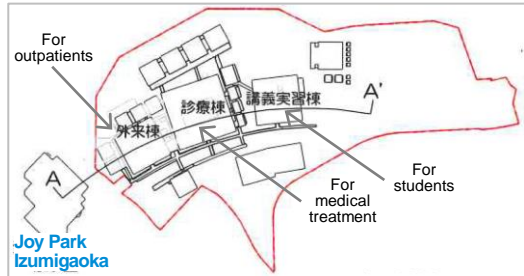 For
outpatients
外来棟
診療棟
講義実習棟
A'
A
For
medical
treatment
For
students
Joy Park
Izumigaoka